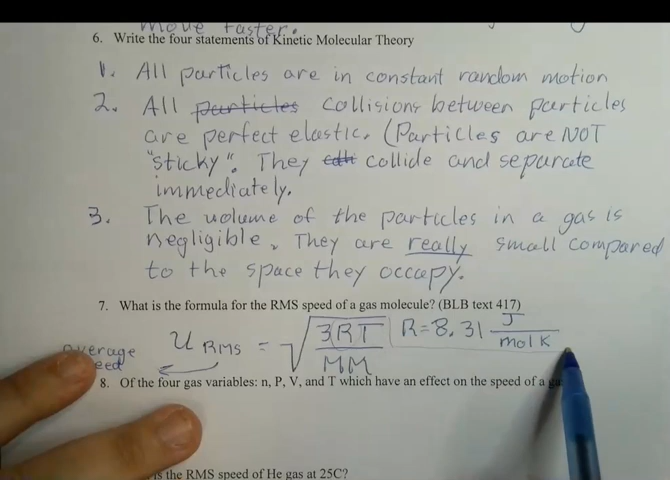 move faster.
6. Write the four statements of Kinetic Molecular Theory
1. All particles are in constant random motion
2. All particles collisions between particles
are perfect elastic. (Particles are NOT
"sticky". They collide and separate
immediately.
3. The volume of the particles in a gas is
negligible. They are really small compared
to the space they occupy.
7. What is the formula for the RMS speed of a gas molecule? (BLB text 417)
average U RMS = √ 3RT / MM R = 8.31 J / mol K
8. Of the four gas variables: n, P, V, and T which have an effect on the speed of a
is the RMS speed of He gas at 25C?